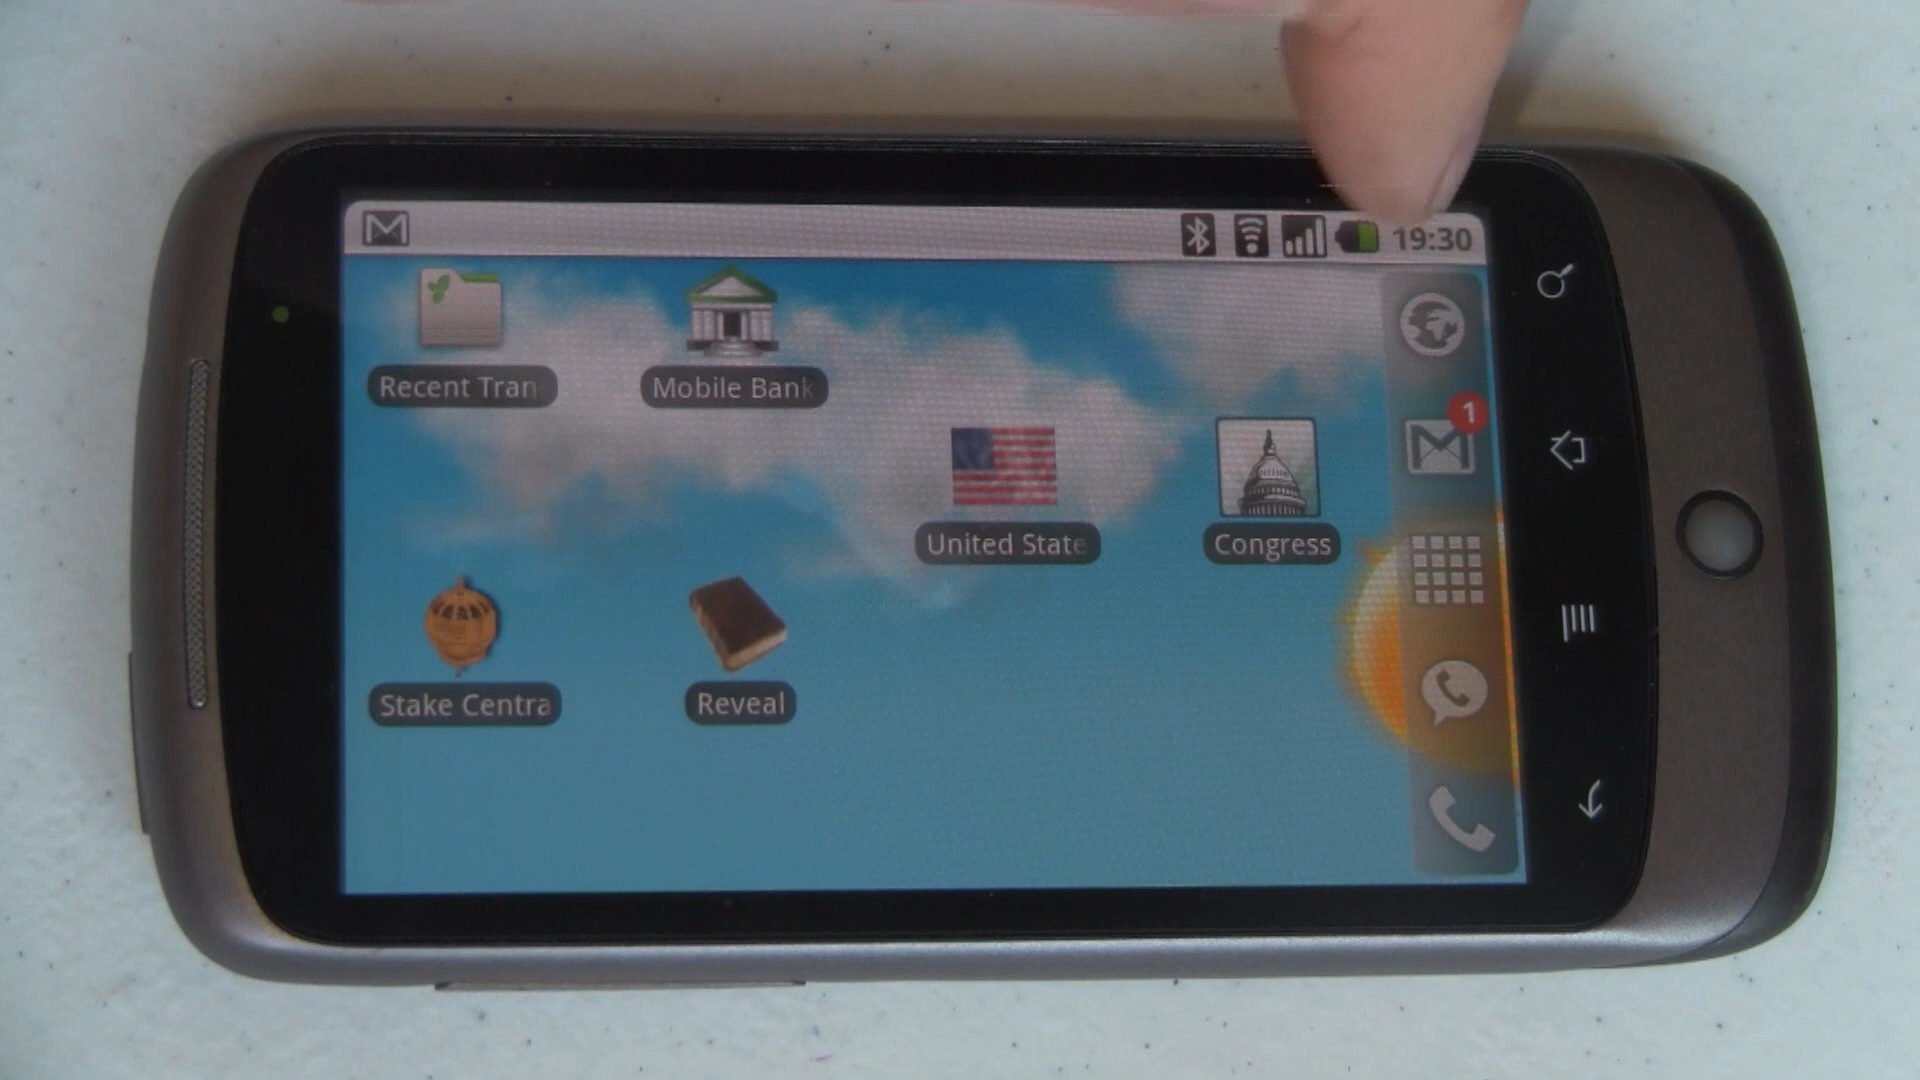 19:30
Recent Tran
Mobile Bank
1
United State
Congress
Stake Centra
Reveal